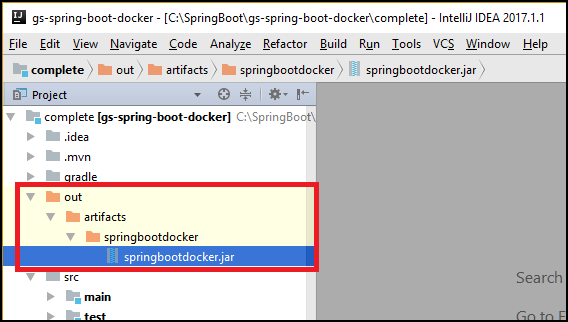 gs-spring-boot-docker - [C:\SpringBoot\gs-spring-boot-docker\complete] - IntelliJ IDEA 2017.1.1
File Edit View Navigate Code Analyze Refactor Build Run Tools VCS Window Help
complete out artifacts springbootdocker springbootdocker.jar
Project
complete [gs-spring-boot-docker] C:\SpringBoot\
.idea
.mvn
gradle
out
artifacts
springbootdocker
springbootdocker.jar
src
main
test
Search
Go to F